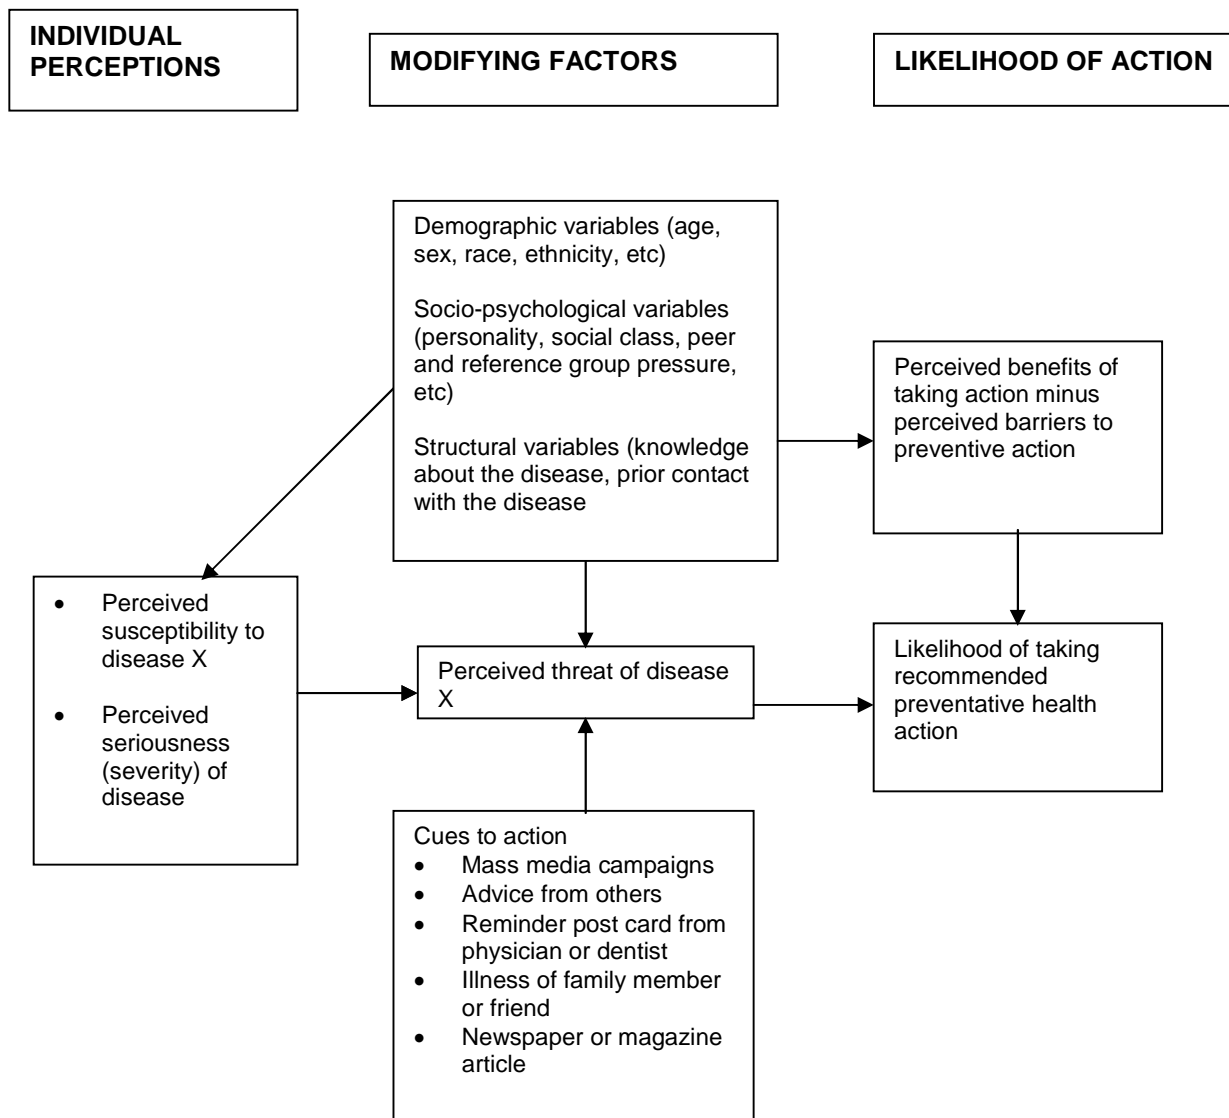 INDIVIDUAL
PERCEPTIONS
MODIFYING FACTORS
LIKELIHOOD OF ACTION
Demographic variables (age,
sex, race, ethnicity, etc)
Socio-psychological variables
(personality, social class, peer
and reference group pressure,
etc)
Structural variables (knowledge
about the disease, prior contact
with the disease
Perceived benefits of
taking action minus
perceived barriers to
preventive action
• Perceived
susceptibility to
disease X
• Perceived
seriousness
(severity) of
disease
Perceived threat of disease
X
Likelihood of taking
recommended
preventative health
action
Cues to action
• Mass media campaigns
• Advice from others
• Reminder post card from
physician or dentist
• Illness of family member
or friend
• Newspaper or magazine
article